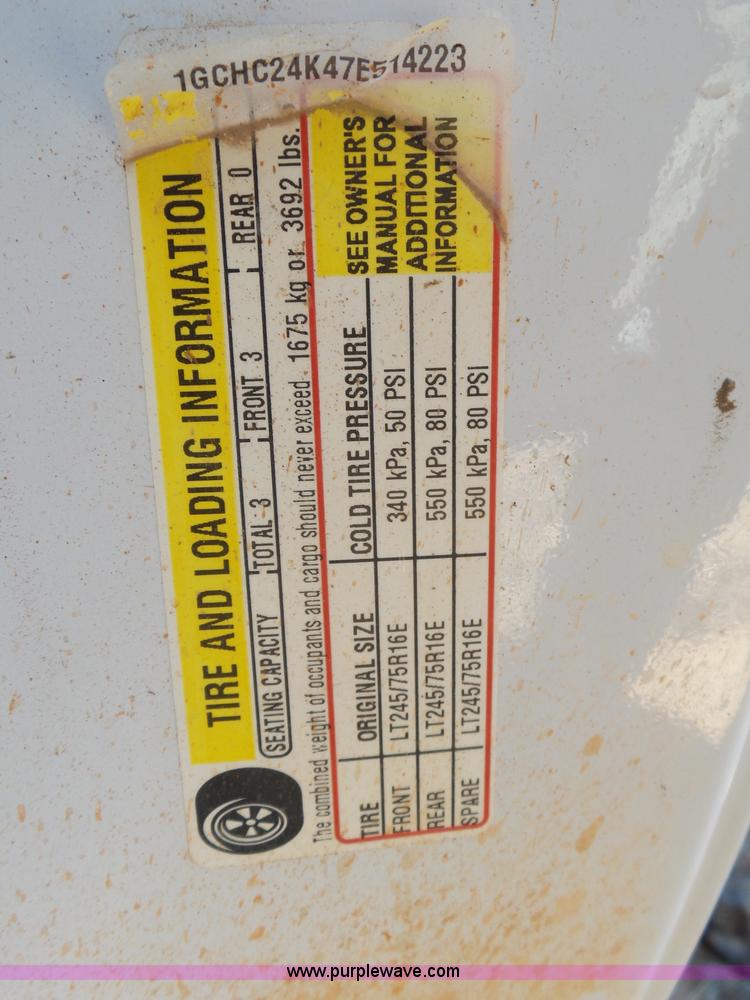 1GCHC24K47E514223
TIRE AND LOADING INFORMATION
SEATING CAPACITY TOTAL 3 FRONT 3 REAR 0
The combined weight of occupants and cargo should never exceed 1675 kg or 3692 lbs.
TIRE ORIGINAL SIZE COLD TIRE PRESSURE
FRONT LT245/75R16E 340 kPa, 50 PSI
REAR LT245/75R16E 550 kPa, 80 PSI
SPARE LT245/75R16E 550 kPa, 80 PSI
SEE OWNER'S
MANUAL FOR
ADDITIONAL
INFORMATION
www.purplewave.com